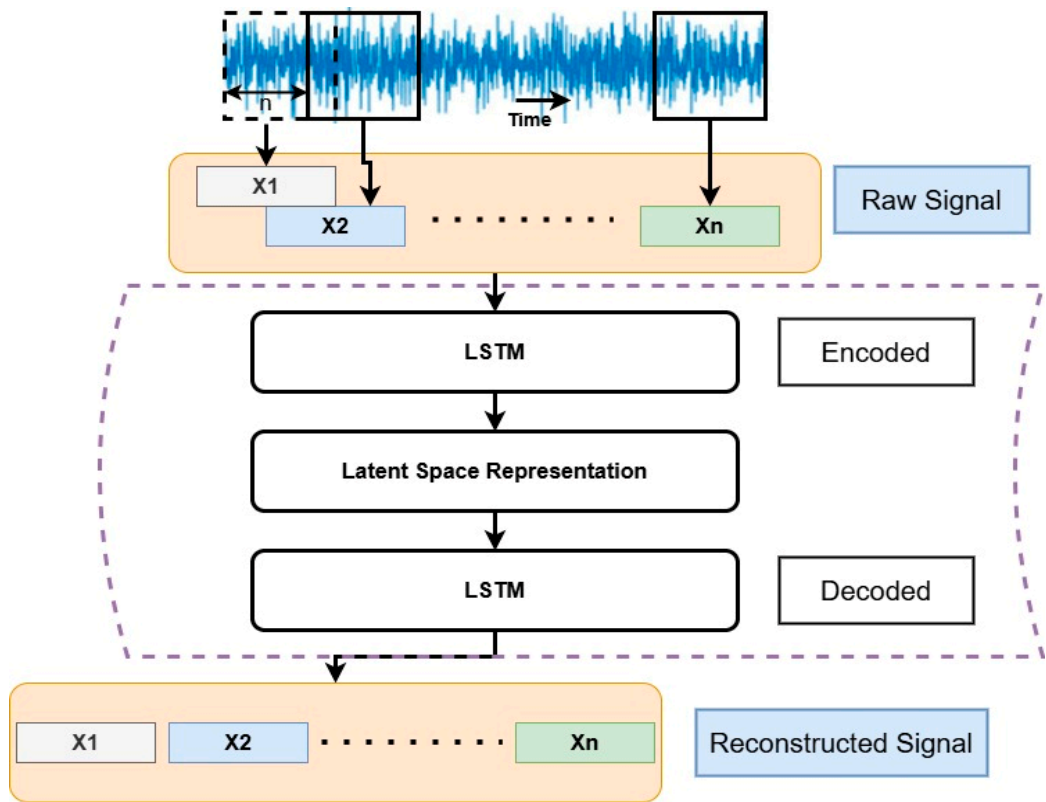 n
Time
X1
X2
Xn
Raw Signal
LSTM
Encoded
Latent Space Representation
LSTM
Decoded
X1
X2
Xn
Reconstructed Signal